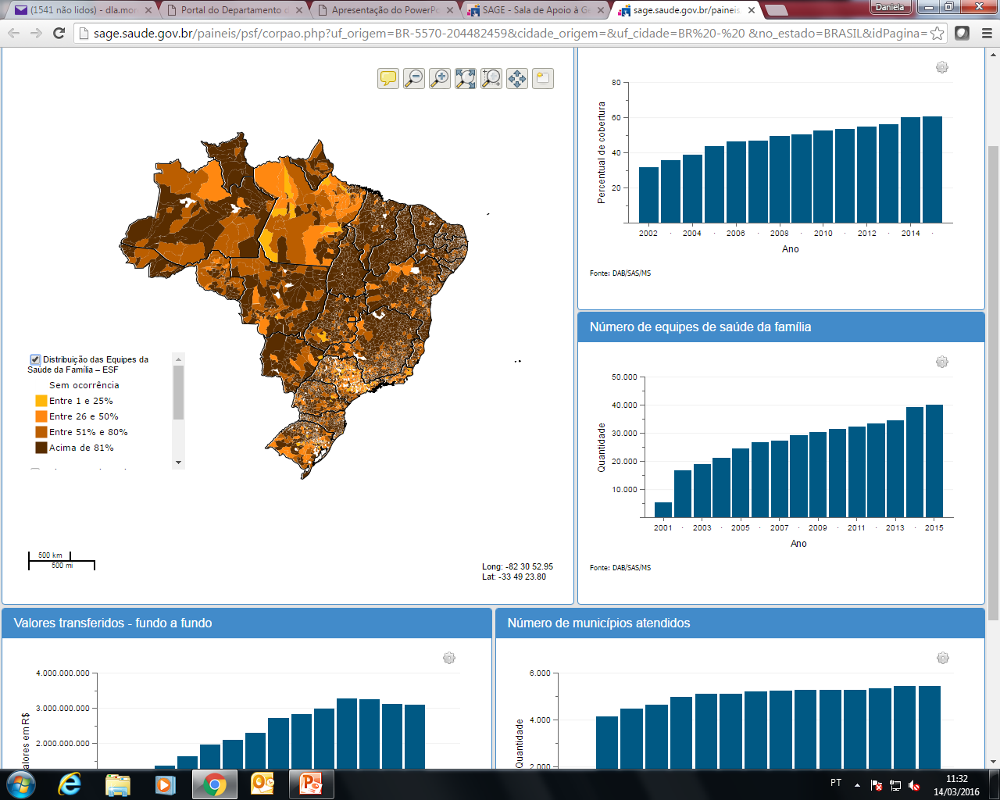 (1541 não lidos) - dla.mor
Portal do Departamento d
Apresentação do PowerPo
SAGE - Sala de Apoio à Ge
sage.saude.gov.br/paineis
Daniela
sage.saude.gov.br/paineis/psf/corpao.php?uf_origem=BR-5570-204482459&cidade_origem=&uf_cidade=BR%20-%20 &no_estado=BRASIL&idPagina=
Distribuição das Equipes da
Saúde da Família – ESF
Sem ocorrência
Entre 1 e 25%
Entre 26 e 50%
Entre 51% e 80%
Acima de 81%
500 km
500 mi
Long: -82 30 52.95
Lat: -33 49 23.80
Percentual de cobertura
80
60
40
20
2002 · 2004 · 2006 · 2008 · 2010 · 2012 · 2014 ·
Ano
Fonte: DAB/SAS/MS
Número de equipes de saúde da família
Quantidade
50.000
40.000
30.000
20.000
10.000
2001 · 2003 · 2005 · 2007 · 2009 · 2011 · 2013 · 2015
Ano
Fonte: DAB/SAS/MS
Valores transferidos - fundo a fundo
alores em R$
4.000.000.000
3.000.000.000
2.000.000.000
Número de municípios atendidos
Quantidade
6.000
4.000
2.000
PT
11:32
14/03/2016